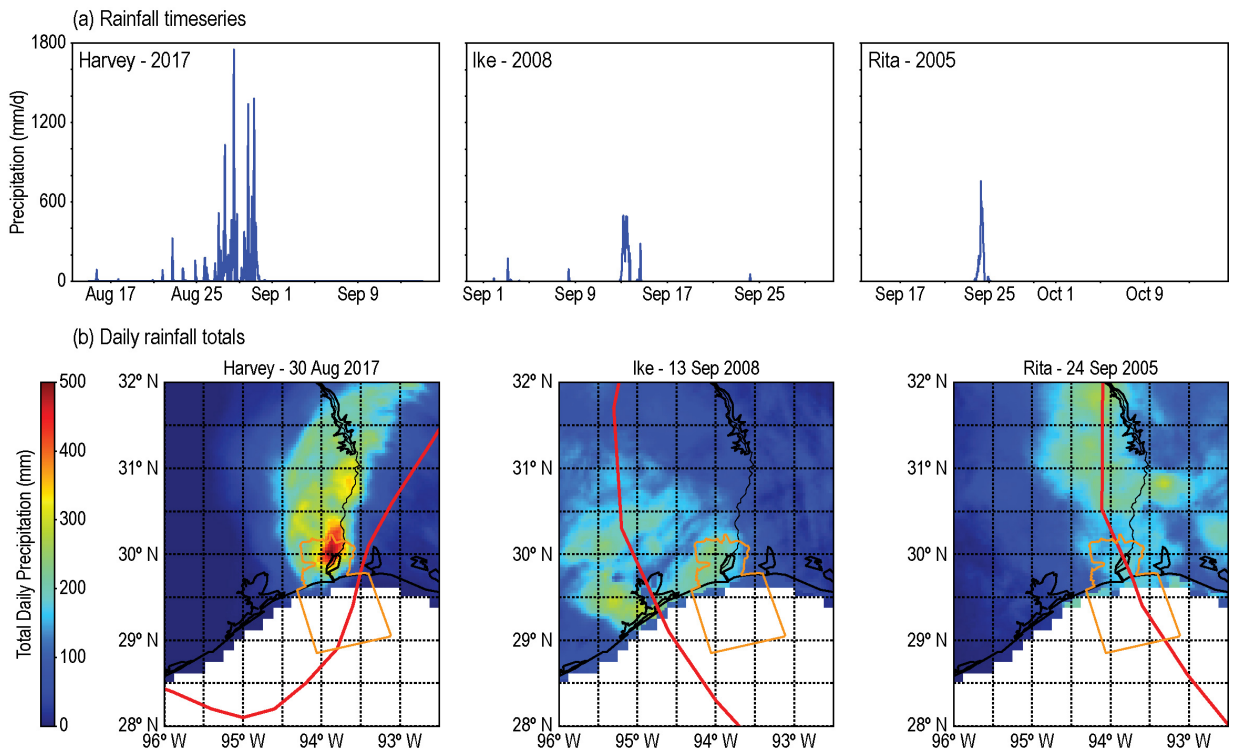 (a) Rainfall timeseries
Precipitation (mm/d)
1800
1200
600
0
Harvey - 2017
Ike - 2008
Rita - 2005
Aug 17
Aug 25
Sep 1
Sep 9
Sep 1
Sep 9
Sep 17
Sep 25
Sep 17
Sep 25
Oct 1
Oct 9
(b) Daily rainfall totals
Total Daily Precipitation (mm)
500
400
300
200
100
0
Harvey - 30 Aug 2017
Ike - 13 Sep 2008
Rita - 24 Sep 2005
32º N
31º N
30º N
29º N
28º N
96º W
95º W
94º W
93º W
32º N
31º N
30º N
29º N
28º N
96º W
95º W
94º W
93º W
32º N
31º N
30º N
29º N
28º N
96º W
95º W
94º W
93º W